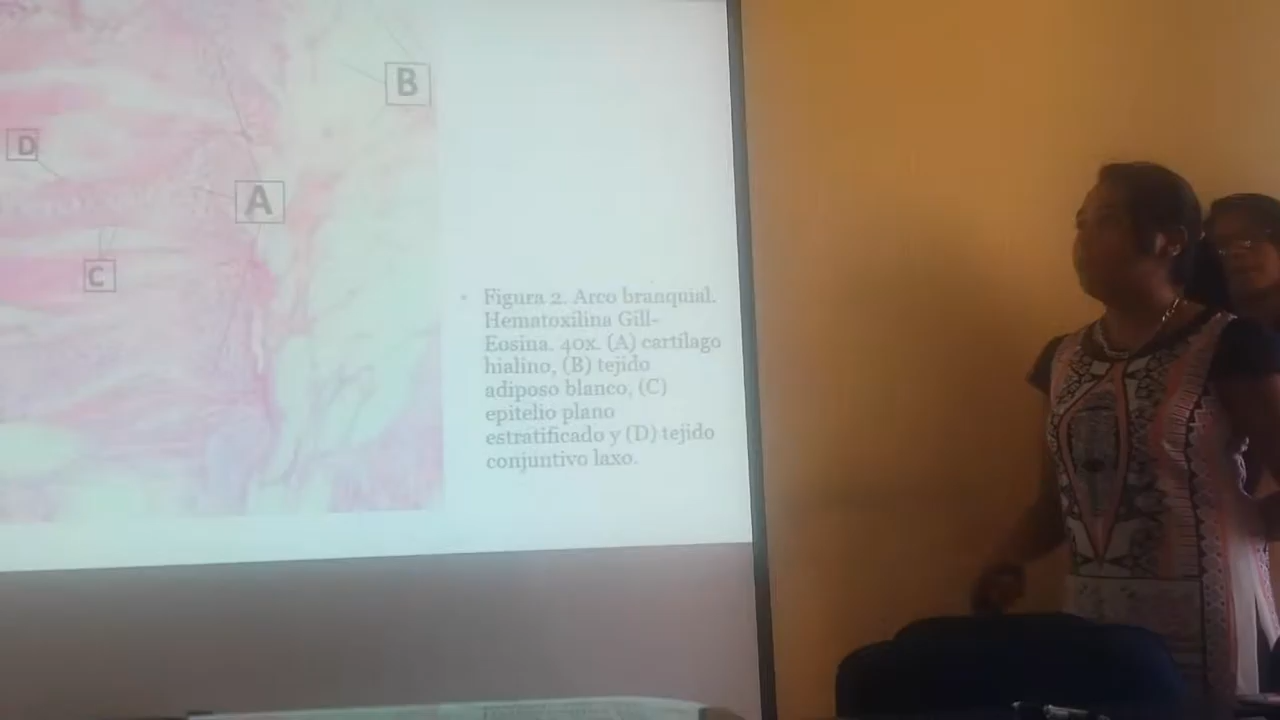 B
D
A
C
• Figura 2. Arco branquial.
Hematoxilina Gill-
Eosina. 40x. (A) cartílago
hialino, (B) tejido
adiposo blanco, (C)
epitelio plano
estratificado y (D) tejido
conjuntivo laxo.